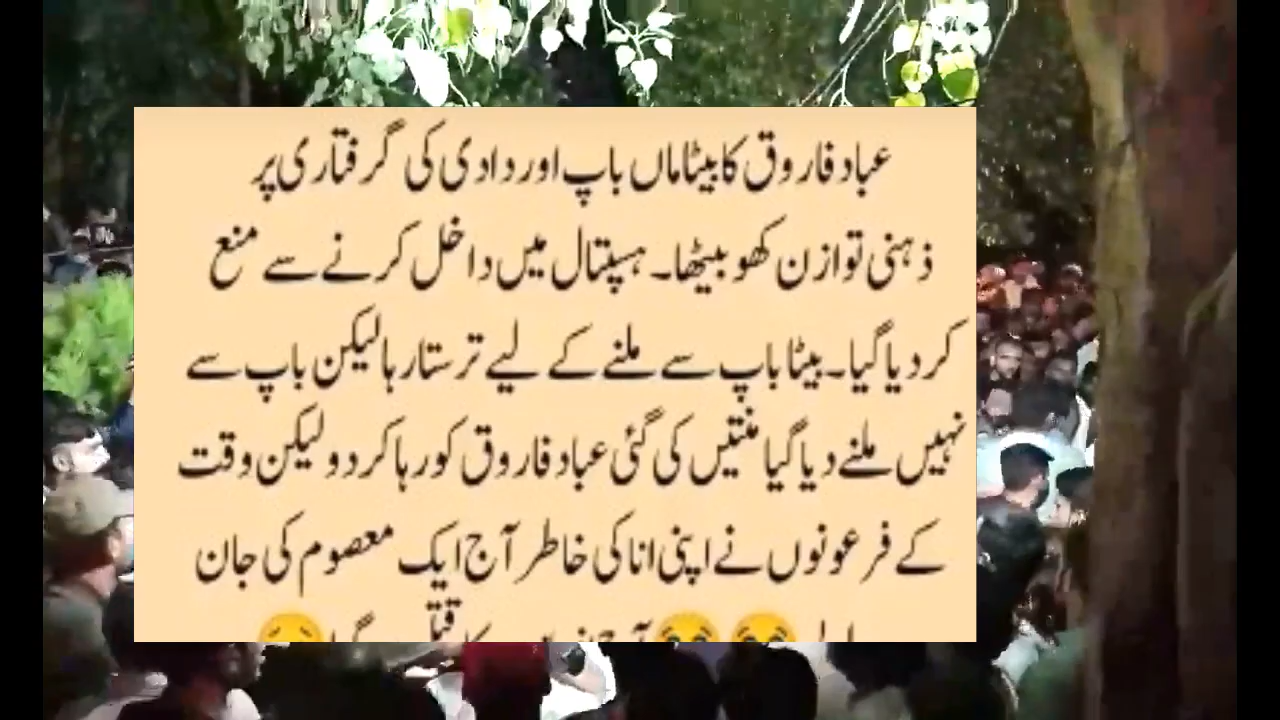 عباد فاروق کا بیٹا ماں باپ اور دادی کی گرفتاری پر
ذہنی توازن کھو بیٹھا۔ ہسپتال میں داخل کرنے سے منع
کر دیا گیا۔ بیٹا باپ سے ملنے کے لیے ترستا رہا لیکن باپ سے
نہیں ملنے دیا گیا منتیں کی گئی عباد فاروق کو رہا کر دو لیکن وقت
کے فرعونوں نے اپنی انا کی خاطر آج ایک معصوم کی جان